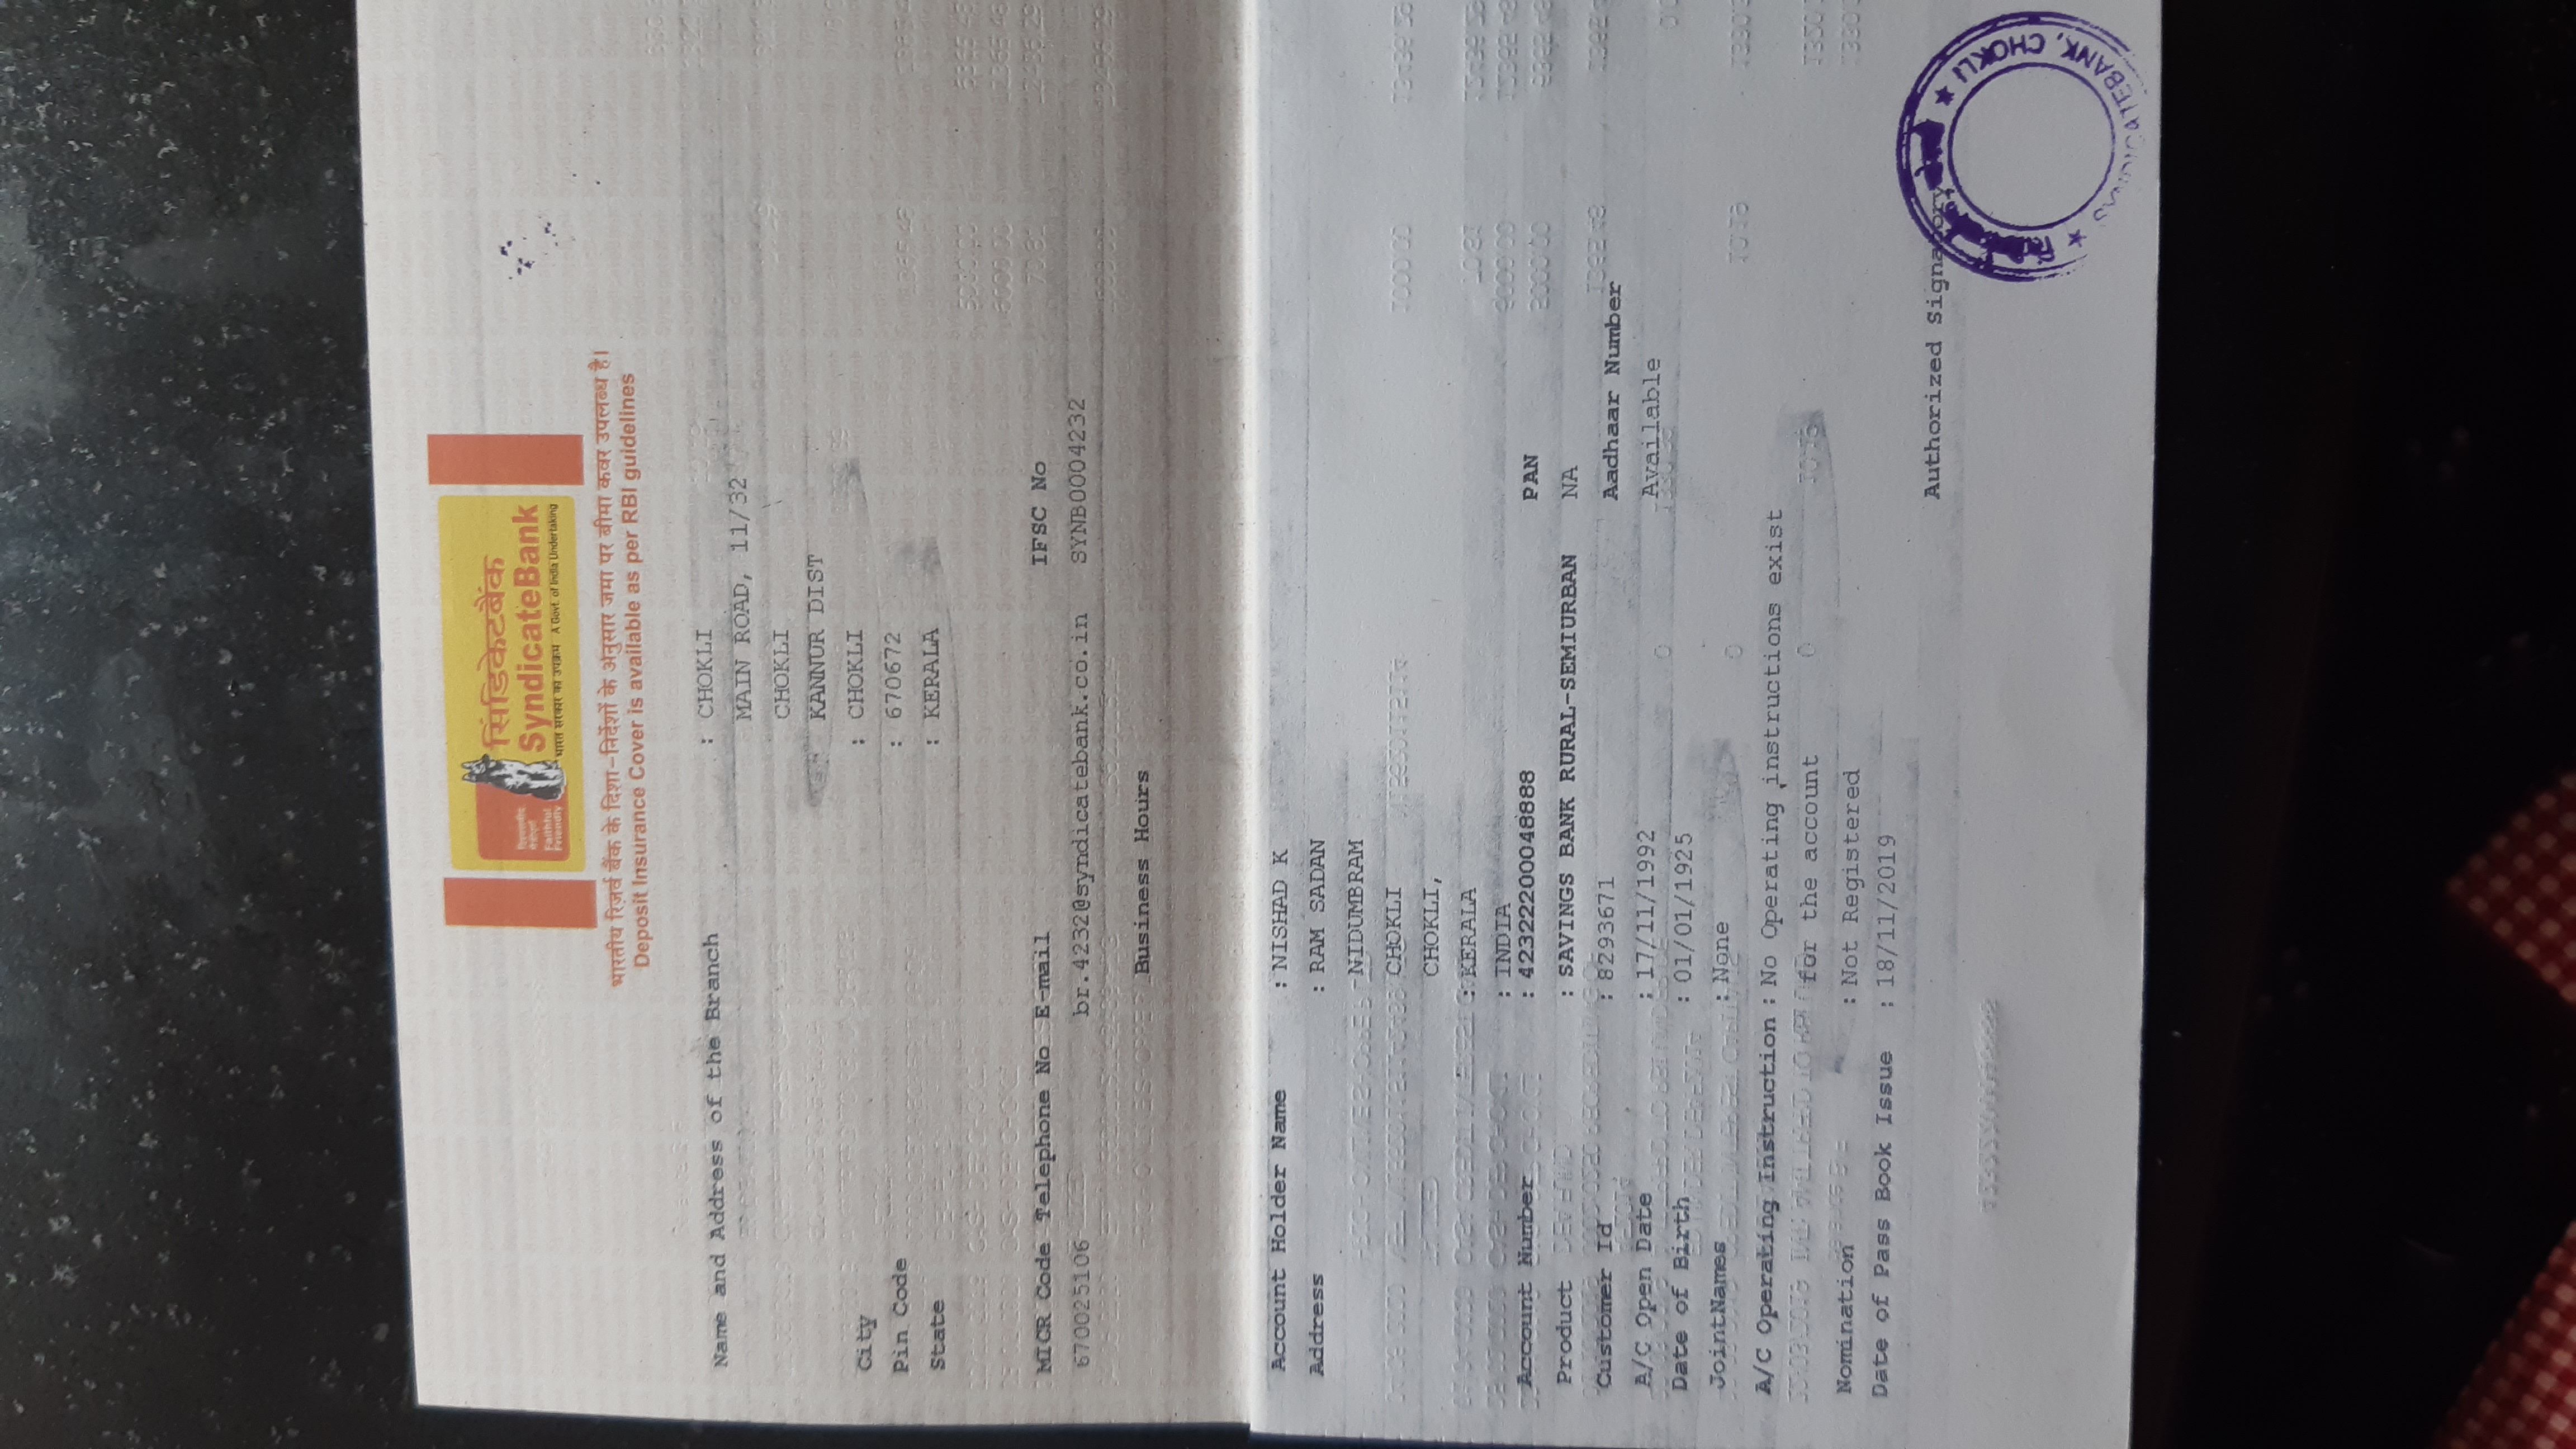 सिंडिकेटबैंक
SyndicateBank
Faithful
Friendly
भारत सरकार का उपक्रम A Govt. of India Undertaking
भारतीय रिज़र्व बैंक के दिशा-निर्देशों के अनुसार जमा पर बीमा कवर उपलब्ध है।
Deposit Insurance Cover is available as per RBI guidelines
Name and Address of the Branch : CHOKLI
MAIN ROAD, 11/32
CHOKLI
KANNUR DIST
City : CHOKLI
Pin Code : 670672
State : KERALA
MICR Code Telephone No E-mail IFSC No
670025106 br.4232@syndicatebank.co.in SYNB0004232
Business Hours
Account Holder Name : NISHAD K
Address : RAM SADAN
NIDUMBRAM
CHOKLI
CHOKLI,
: KERALA
: INDIA
Account Number : 42322200048888 PAN
Product : SAVINGS BANK RURAL-SEMIURBAN NA
Customer Id : 8293671 Aadhaar Number
A/C Open Date : 17/11/1992 Available
Date of Birth : 01/01/1925
JointNames : None
A/C Operating Instruction : No Operating instructions exist
for the account
Nomination : Not Registered
Date of Pass Book Issue : 18/11/2019
Authorized Signatory
SYNDICATEBANK, CHOKLI